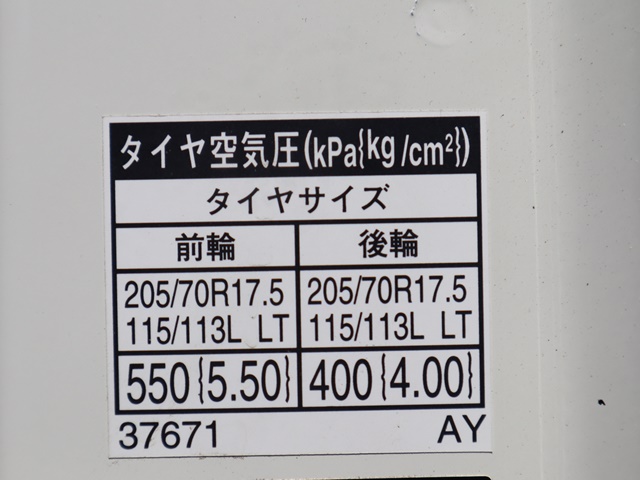 タイヤ空気圧(kPa{kg/cm²})
タイヤサイズ
前輪 後輪
205/70R17.5 205/70R17.5
115/113L LT 115/113L LT
550{5.50} 400{4.00}
37671 AY